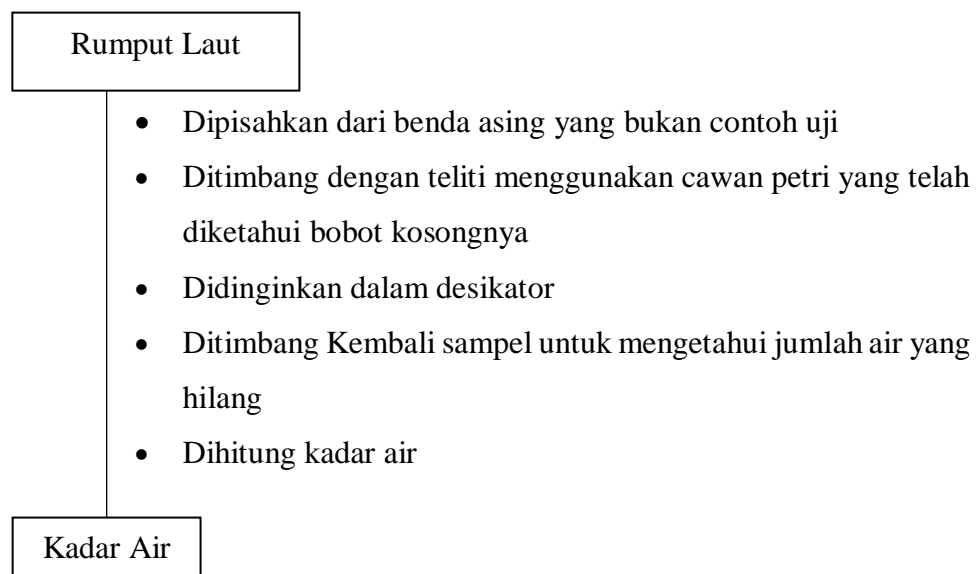 Rumput Laut
• Dipisahkan dari benda asing yang bukan contoh uji
• Ditimbang dengan teliti menggunakan cawan petri yang telah
diketahui bobot kosongnya
• Didinginkan dalam desikator
• Ditimbang Kembali sampel untuk mengetahui jumlah air yang
hilang
• Dihitung kadar air
Kadar Air